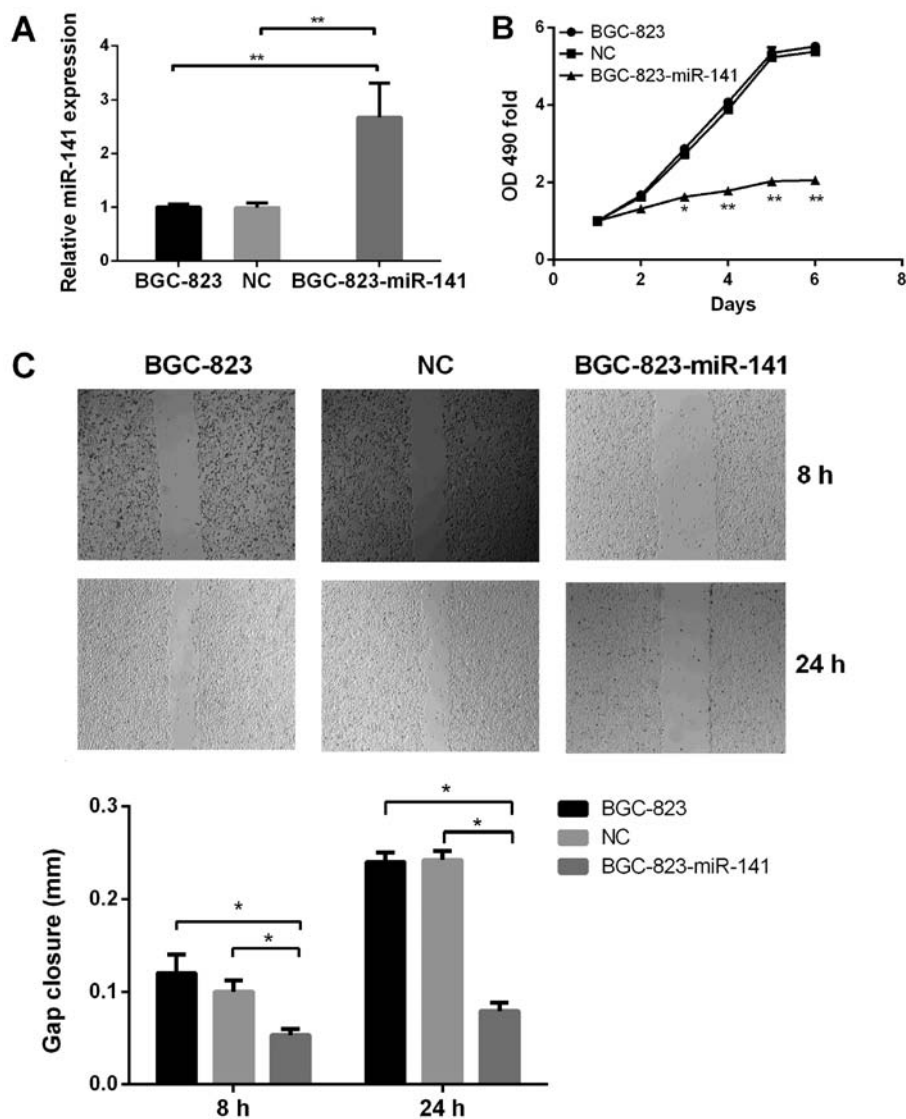 A
Relative miR-141 expression
5
4
3
2
1
0
**
**
BGC-823 NC BGC-823-miR-141
B
BGC-823
NC
BGC-823-miR-141
OD 490 fold
6
4
2
0
* ** ** **
0 2 4 6 8
Days
C
BGC-823 NC BGC-823-miR-141
8 h
24 h
Gap closure (mm)
0.3
0.2
0.1
0.0
*
*
*
*
8 h 24 h
BGC-823
NC
BGC-823-miR-141